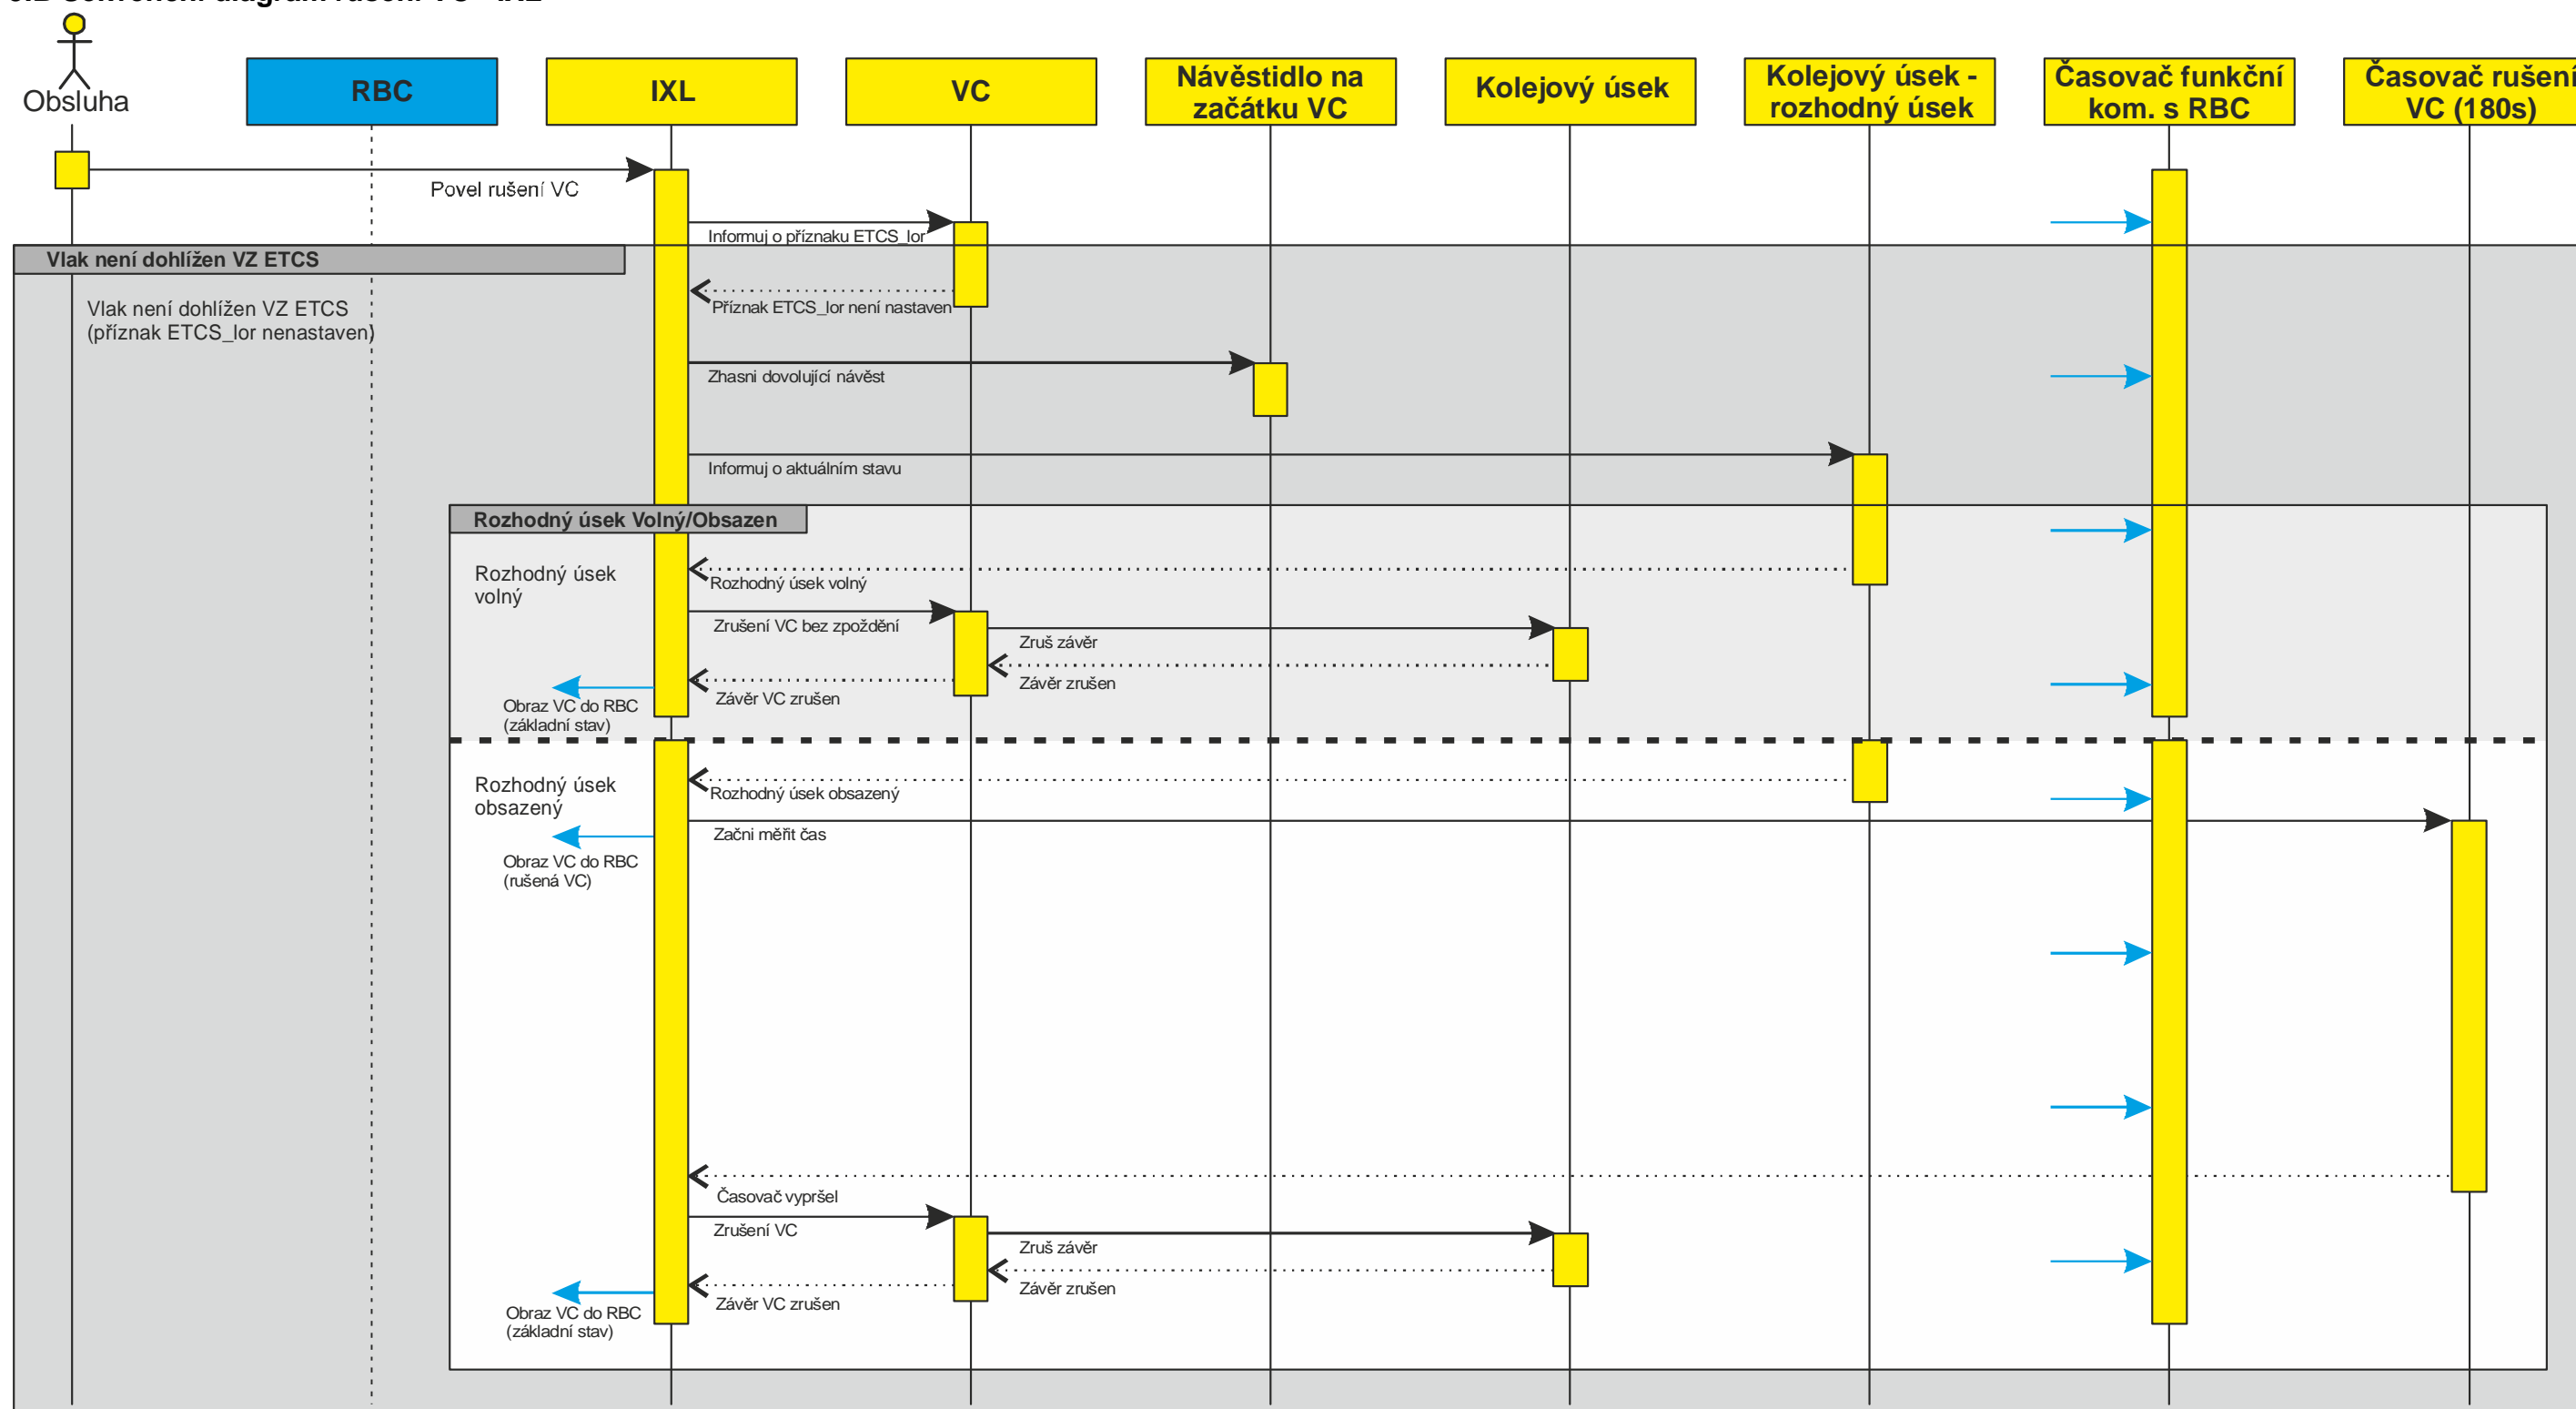 Obsluha
RBC
IXL
VC
Návěstidlo na
začátku VC
Kolejový úsek
Kolejový úsek -
rozhodný úsek
Časovač funkční
kom. s RBC
Časovač rušení
VC (180s)
Povel rušení VC
Informuj o příznaku ETCS_lor
Vlak není dohlížen VZ ETCS
Vlak není dohlížen VZ ETCS
(příznak ETCS_lor nenastaven)
Příznak ETCS_lor není nastaven
Zhasni dovolující návěst
Informuj o aktuálním stavu
Rozhodný úsek Volný/Obsazen
Rozhodný úsek
volný
Rozhodný úsek volný
Zrušení VC bez zpoždění
Zruš závěr
Závěr zrušen
Závěr VC zrušen
Obraz VC do RBC
(základní stav)
Rozhodný úsek
obsazený
Rozhodný úsek obsazený
Začni měřit čas
Obraz VC do RBC
(rušená VC)
Časovač vypršel
Zrušení VC
Zruš závěr
Závěr zrušen
Závěr VC zrušen
Obraz VC do RBC
(základní stav)